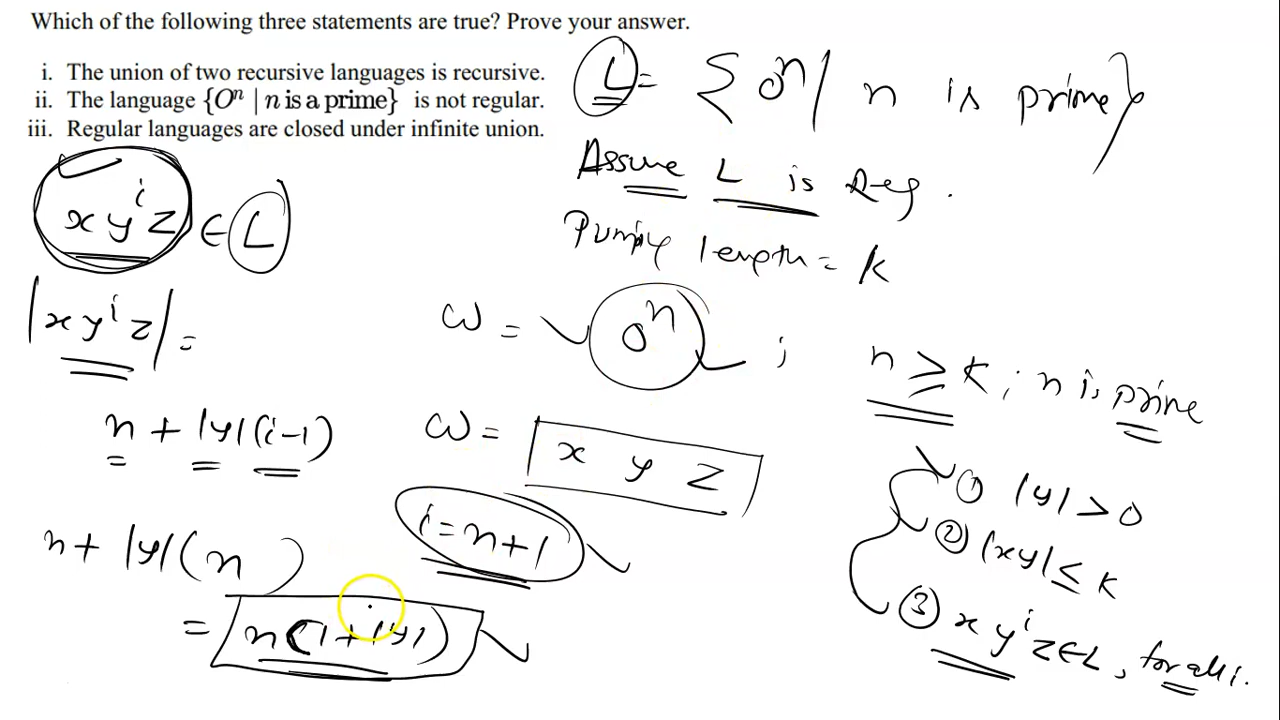 Which of the following three statements are true? Prove your answer.
i. The union of two recursive languages is recursive.
ii. The language {Oⁿ | n is a prime} is not regular.
iii. Regular languages are closed under infinite union.
L = {0ⁿ | n is prime}
Assume L is Reg.
Pumping length = k
xyⁱz ∈ L
|xyⁱz| =
n + |y|(i-1)
n + |y|(n)
= n(1+|y|)
ω = 0ⁿ ; n ≥ k ; n is prime
ω = x y z
i = n+1
① |y| > 0
② |xy| ≤ k
③ xyⁱz ∈ L, for all i.